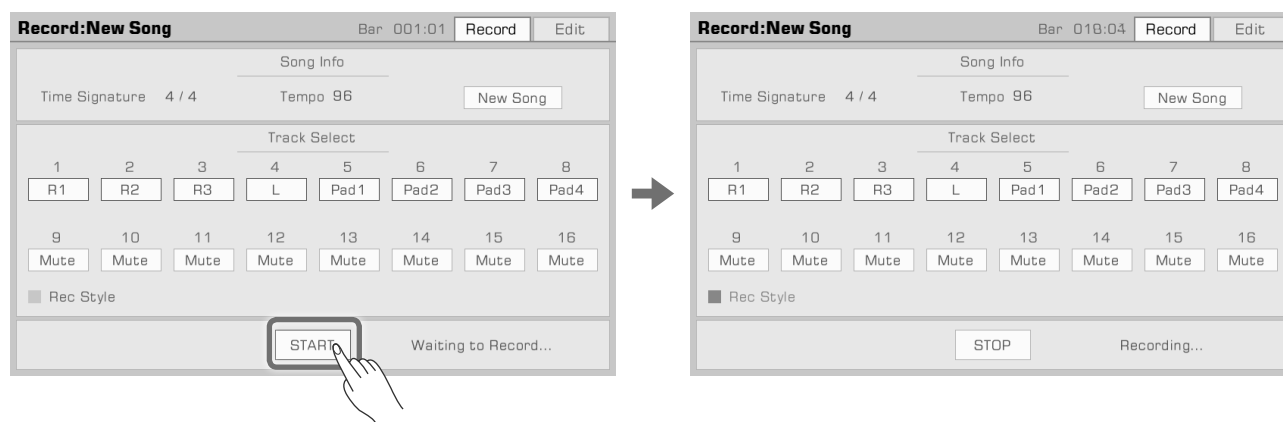 Record:New Song Bar 001:01 Record Edit
Song Info
Time Signature 4 / 4 Tempo 96 New Song
Track Select
1 2 3 4 5 6 7 8
R1 R2 R3 L Pad1 Pad2 Pad3 Pad4
9 10 11 12 13 14 15 16
Mute Mute Mute Mute Mute Mute Mute Mute
Rec Style
START Waiting to Record...
Record:New Song Bar 018:04 Record Edit
Song Info
Time Signature 4 / 4 Tempo 96 New Song
Track Select
1 2 3 4 5 6 7 8
R1 R2 R3 L Pad1 Pad2 Pad3 Pad4
9 10 11 12 13 14 15 16
Mute Mute Mute Mute Mute Mute Mute Mute
Rec Style
STOP Recording...